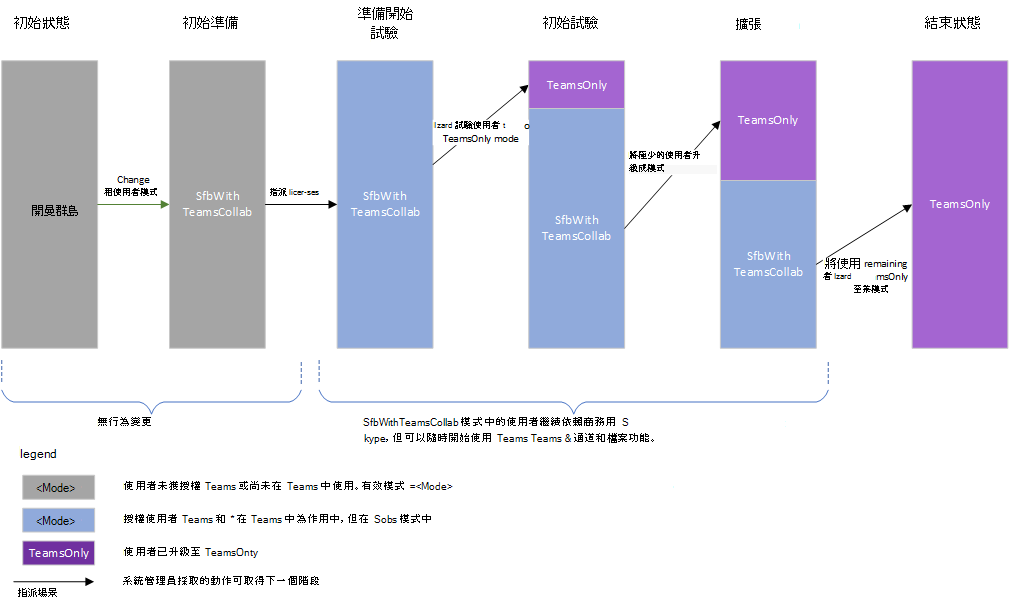 初始狀態
初始準備
準備開始
試驗
初始試驗
擴張
結束狀態
開曼群島
Change
租使用者模式
SfbWith
TeamsCollab
指派 licer-ses
SfbWith
TeamsCollab
lzard 試驗使用者 t o
TeamsOnly mode
TeamsOnly
SfbWith
TeamsCollab
將極少的使用者升
級成模式
TeamsOnly
SfbWith
TeamsCollab
將使用 remaining
者 lzard msOnly
至茶模式
TeamsOnly
無行為變更
SfbWithTeamsCollab 模式中的使用者繼續依賴商務用 S
kype, 但可以隨時開始使用 Teams Teams & 通道和檔案功能。
legend
<Mode>
使用者未獲授權 Teams 或尚未在 Teams 中使用。有效模式 =<Mode>
<Mode>
授權使用者 Teams 和 *在 Teams 中為作用中, 但在 Sobs 模式中
TeamsOnly
使用者已升級至 TeamsOnty
系統管理員採取的動作可取得下一個階段
指派場景